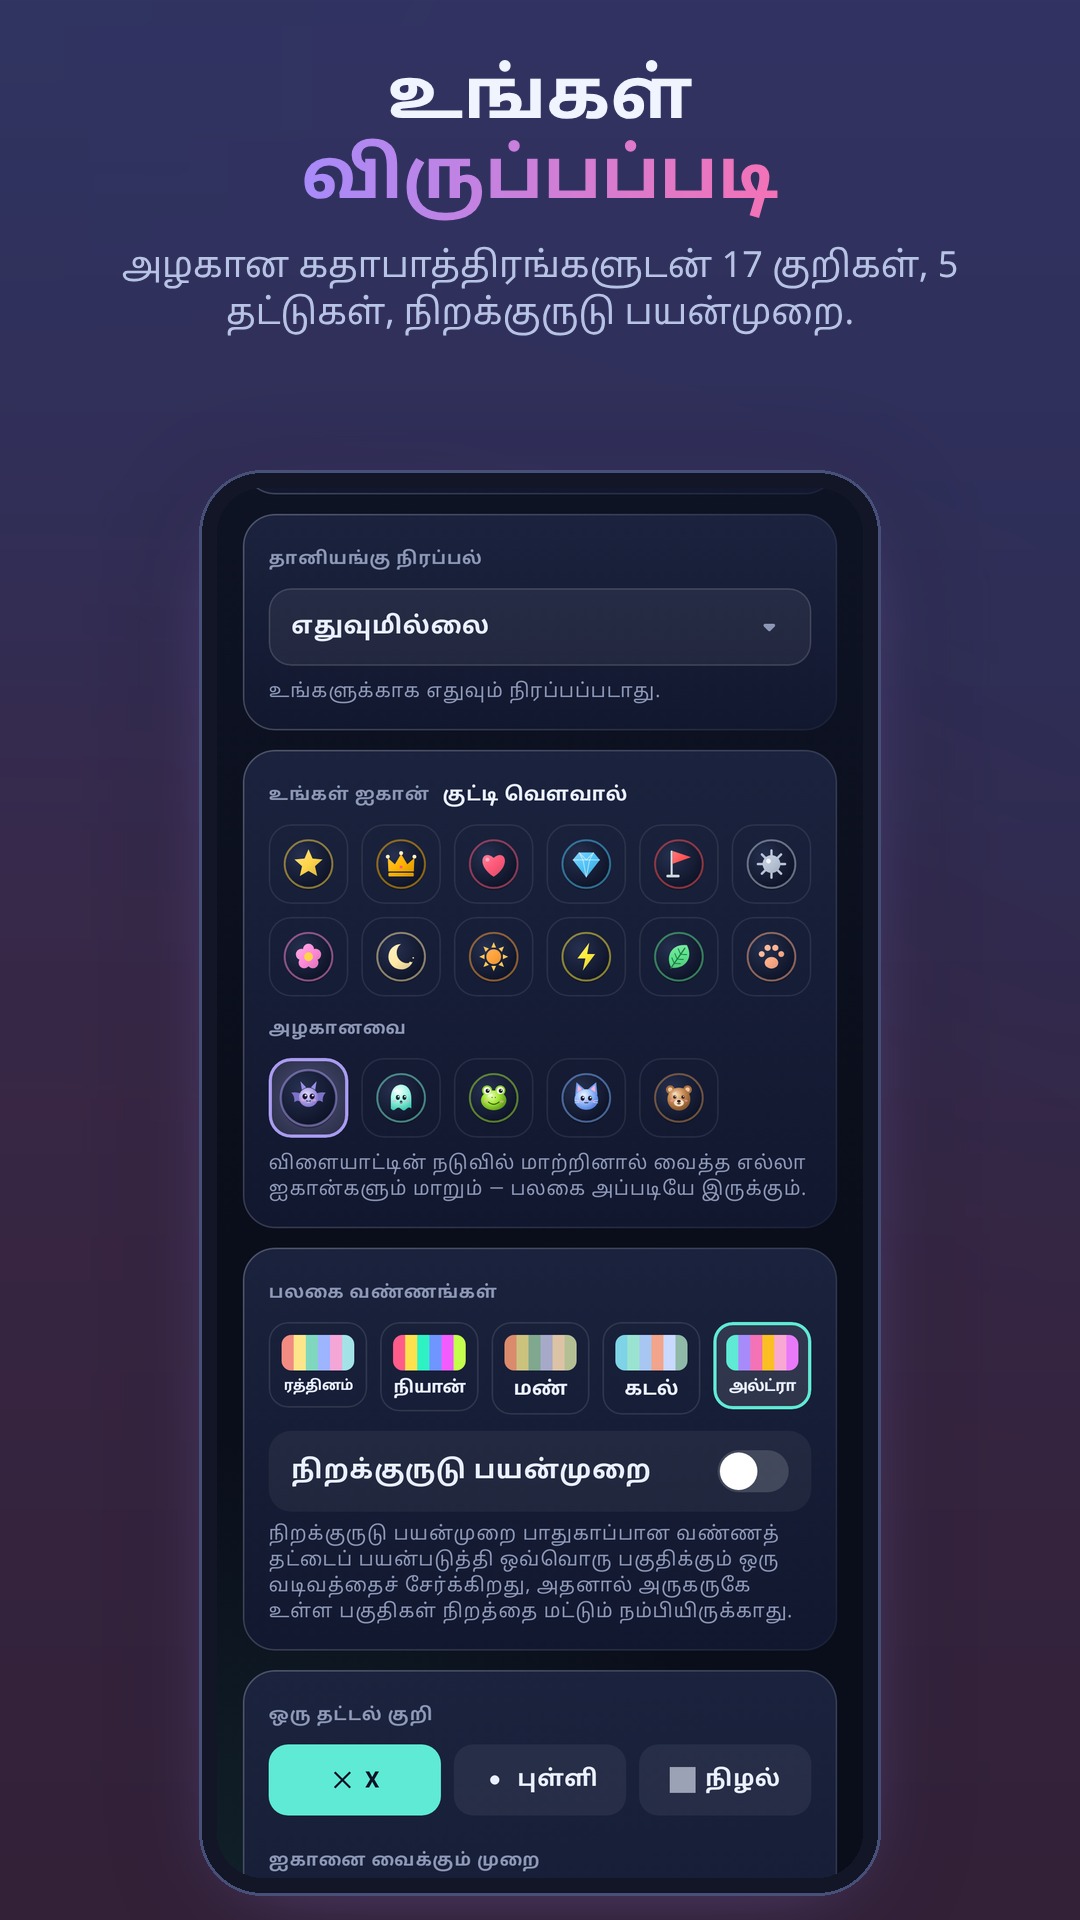 உங்கள்
விருப்பப்படி
அழகான கதாபாத்திரங்களுடன் 17 குறிகள், 5
தட்டுகள், நிறக்குருடு பயன்முறை.
தானியங்கு நிரப்பல்
எதுவுமில்லை
உங்களுக்காக எதுவும் நிரப்பப்படாது.
உங்கள் ஐகான் குட்டி வௌவால்
அழகானவை
விளையாட்டின் நடுவில் மாற்றினால் வைத்த எல்லா
ஐகான்களும் மாறும் – பலகை அப்படியே இருக்கும்.
பலகை வண்ணங்கள்
ரத்தினம் நியான் மண் கடல் அல்ட்ரா
நிறக்குருடு பயன்முறை
நிறக்குருடு பயன்முறை பாதுகாப்பான வண்ணத்
தட்டைப் பயன்படுத்தி ஒவ்வொரு பகுதிக்கும் ஒரு
வடிவத்தைச் சேர்க்கிறது, அதனால் அருகருகே
உள்ள பகுதிகள் நிறத்தை மட்டும் நம்பியிருக்காது.
ஒரு தட்டல் குறி
X புள்ளி நிழல்
ஐகானை வைக்கும் முறை